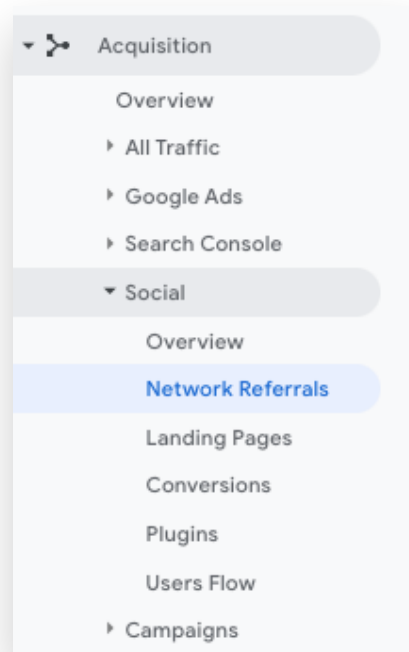 Acquisition
Overview
All Traffic
Google Ads
Search Console
Social
Overview
Network Referrals
Landing Pages
Conversions
Plugins
Users Flow
Campaigns